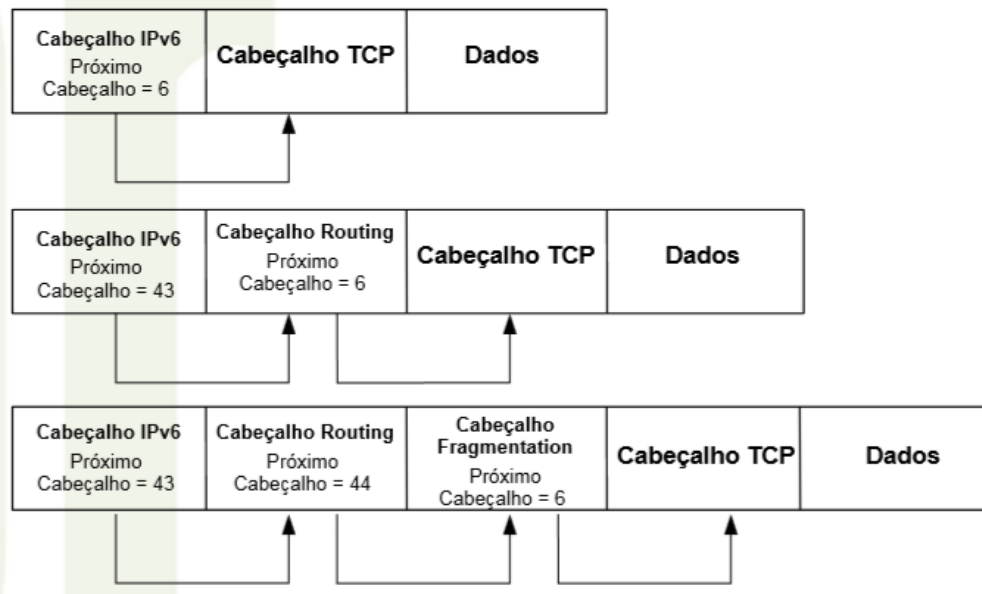 Cabeçalho IPv6
Próximo
Cabeçalho = 6
Cabeçalho TCP
Dados
Cabeçalho IPv6
Próximo
Cabeçalho = 43
Cabeçalho Routing
Próximo
Cabeçalho = 6
Cabeçalho TCP
Dados
Cabeçalho IPv6
Próximo
Cabeçalho = 43
Cabeçalho Routing
Próximo
Cabeçalho = 44
Cabeçalho
Fragmentation
Próximo
Cabeçalho = 6
Cabeçalho TCP
Dados